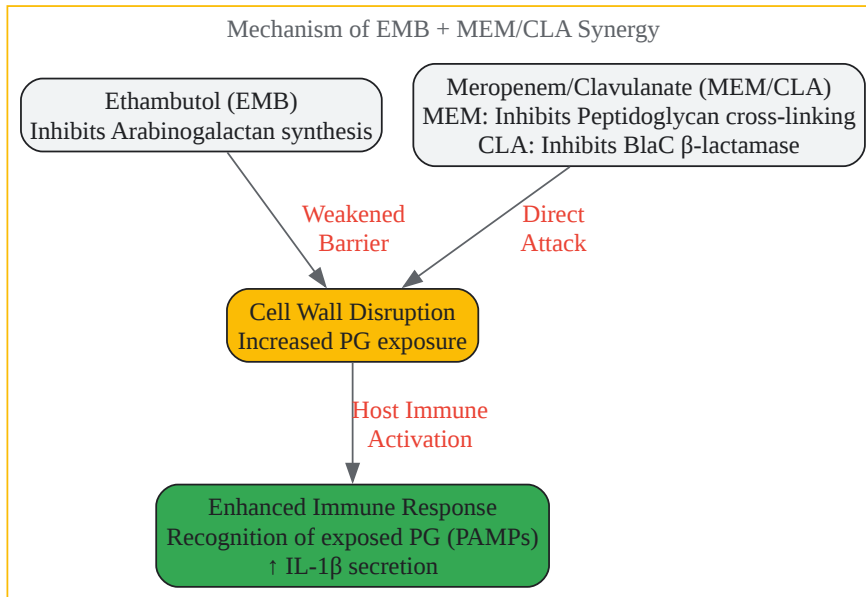 Mechanism of EMB + MEM/CLA Synergy
Ethambutol (EMB)
Inhibits Arabinogalactan synthesis
Meropenem/Clavulanate (MEM/CLA)
MEM: Inhibits Peptidoglycan cross-linking
CLA: Inhibits BlaC β-lactamase
Weakened
Barrier
Direct
Attack
Cell Wall Disruption
Increased PG exposure
Host Immune
Activation
Enhanced Immune Response
Recognition of exposed PG (PAMPs)
↑ IL-1β secretion